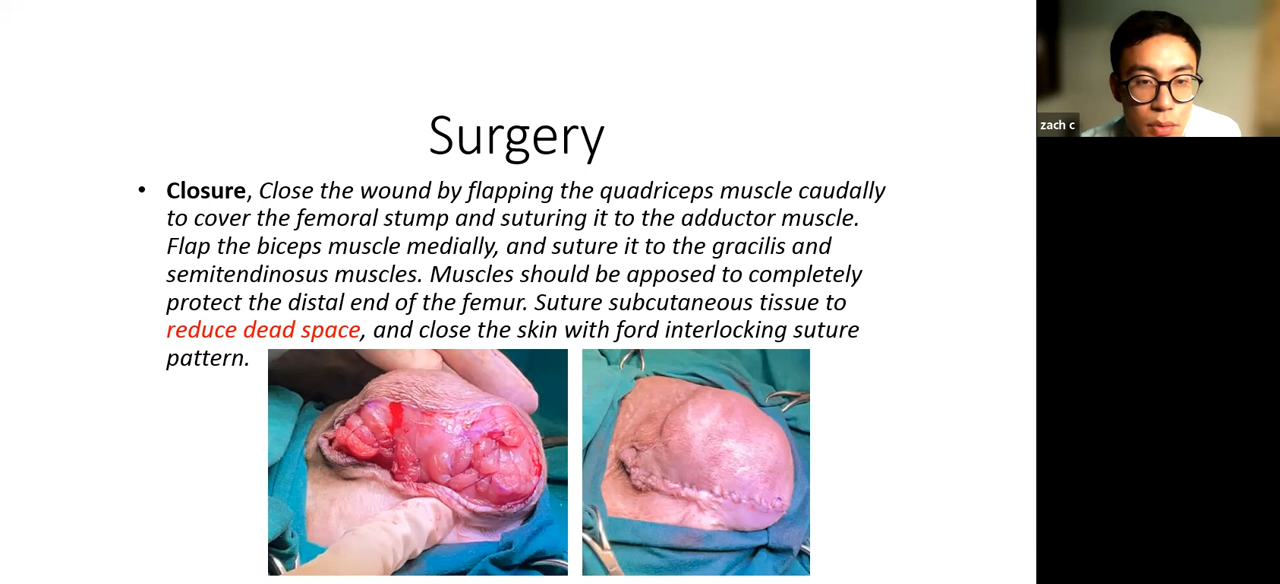 Surgery
• Closure, Close the wound by flapping the quadriceps muscle caudally
to cover the femoral stump and suturing it to the adductor muscle.
Flap the biceps muscle medially, and suture it to the gracilis and
semitendinosus muscles. Muscles should be apposed to completely
protect the distal end of the femur. Suture subcutaneous tissue to
reduce dead space, and close the skin with ford interlocking suture
pattern.
zach c